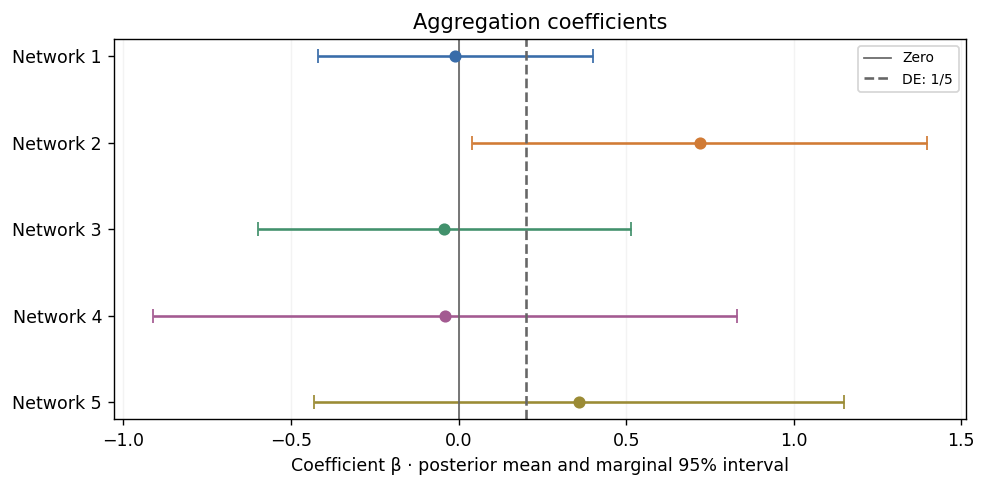 Aggregation coefficients
Network 1
Network 2
Network 3
Network 4
Network 5
Zero
DE: 1/5
−1.0
−0.5
0.0
0.5
1.0
1.5
Coefficient β · posterior mean and marginal 95% interval